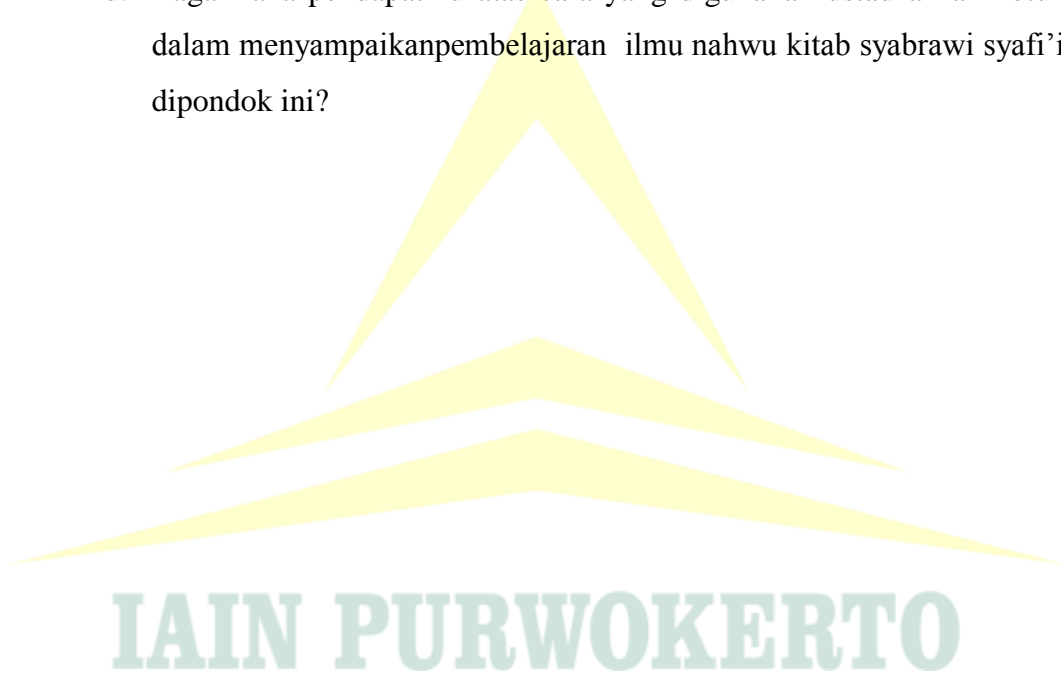 dalam menyampaikanpembelajaran ilmu nahwu kitab syabrawi syafi’i
dipondok ini?
IAIN PURWOKERTO